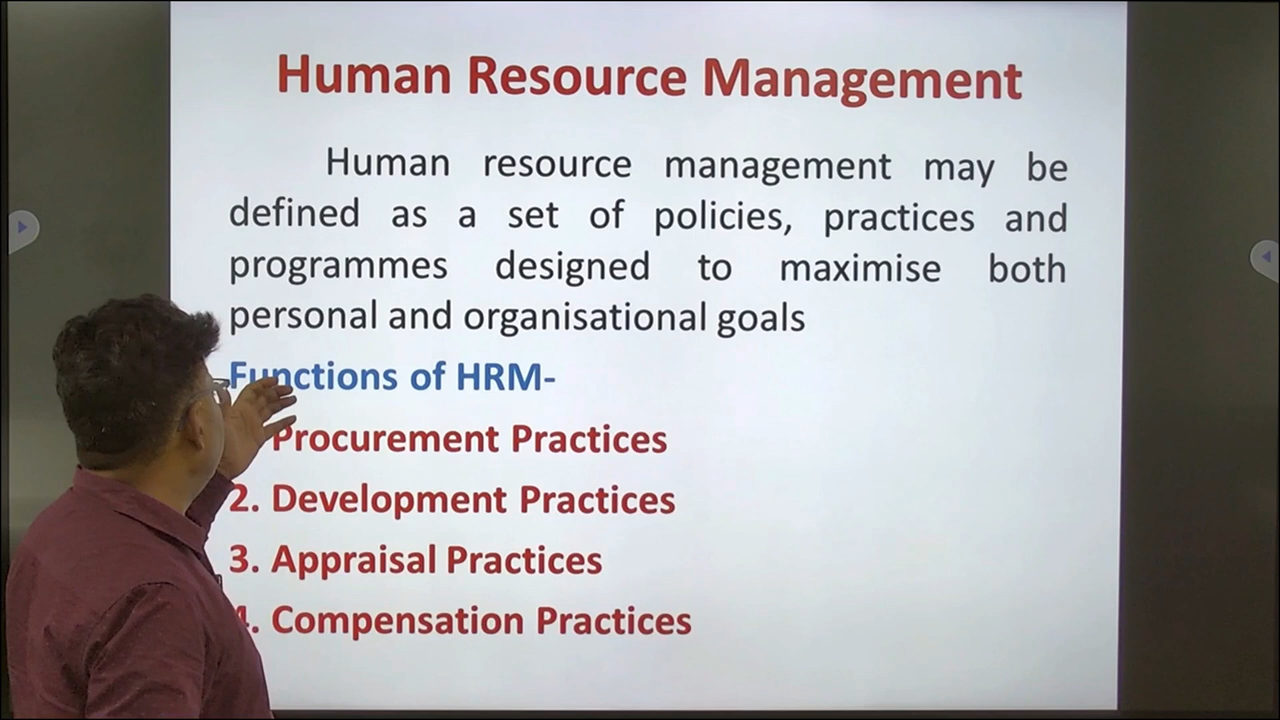 Human Resource Management
Human resource management may be
defined as a set of policies, practices and
programmes designed to maximise both
personal and organisational goals
Functions of HRM-
Procurement Practices
2. Development Practices
3. Appraisal Practices
4. Compensation Practices